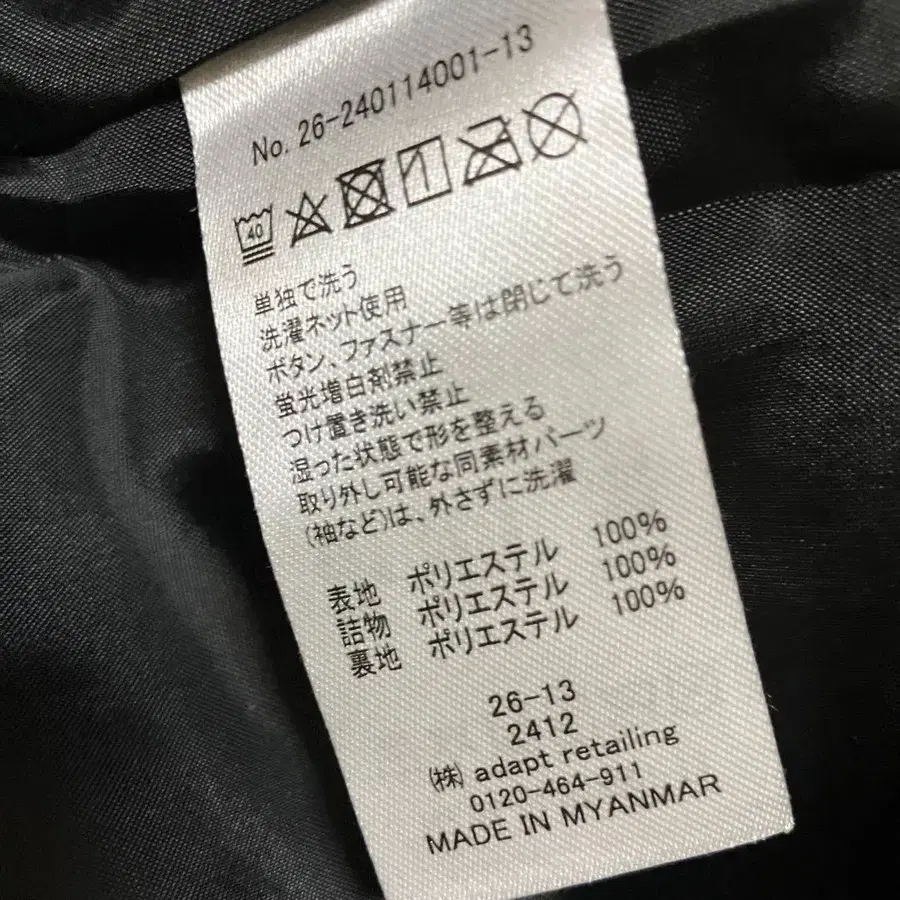 No. 26-240114001-13
40
単独で洗う
洗濯ネット使用
ボタン、ファスナー等は閉じて洗う
蛍光増白剤禁止
つけ置き洗い禁止
湿った状態で形を整える
取り外し可能な同素材パーツ
(袖など)は、外さずに洗濯
表地 ポリエステル 100%
詰物 ポリエステル 100%
裏地 ポリエステル 100%
26-13
2412
(株) adapt retailing
0120-464-911
MADE IN MYANMAR